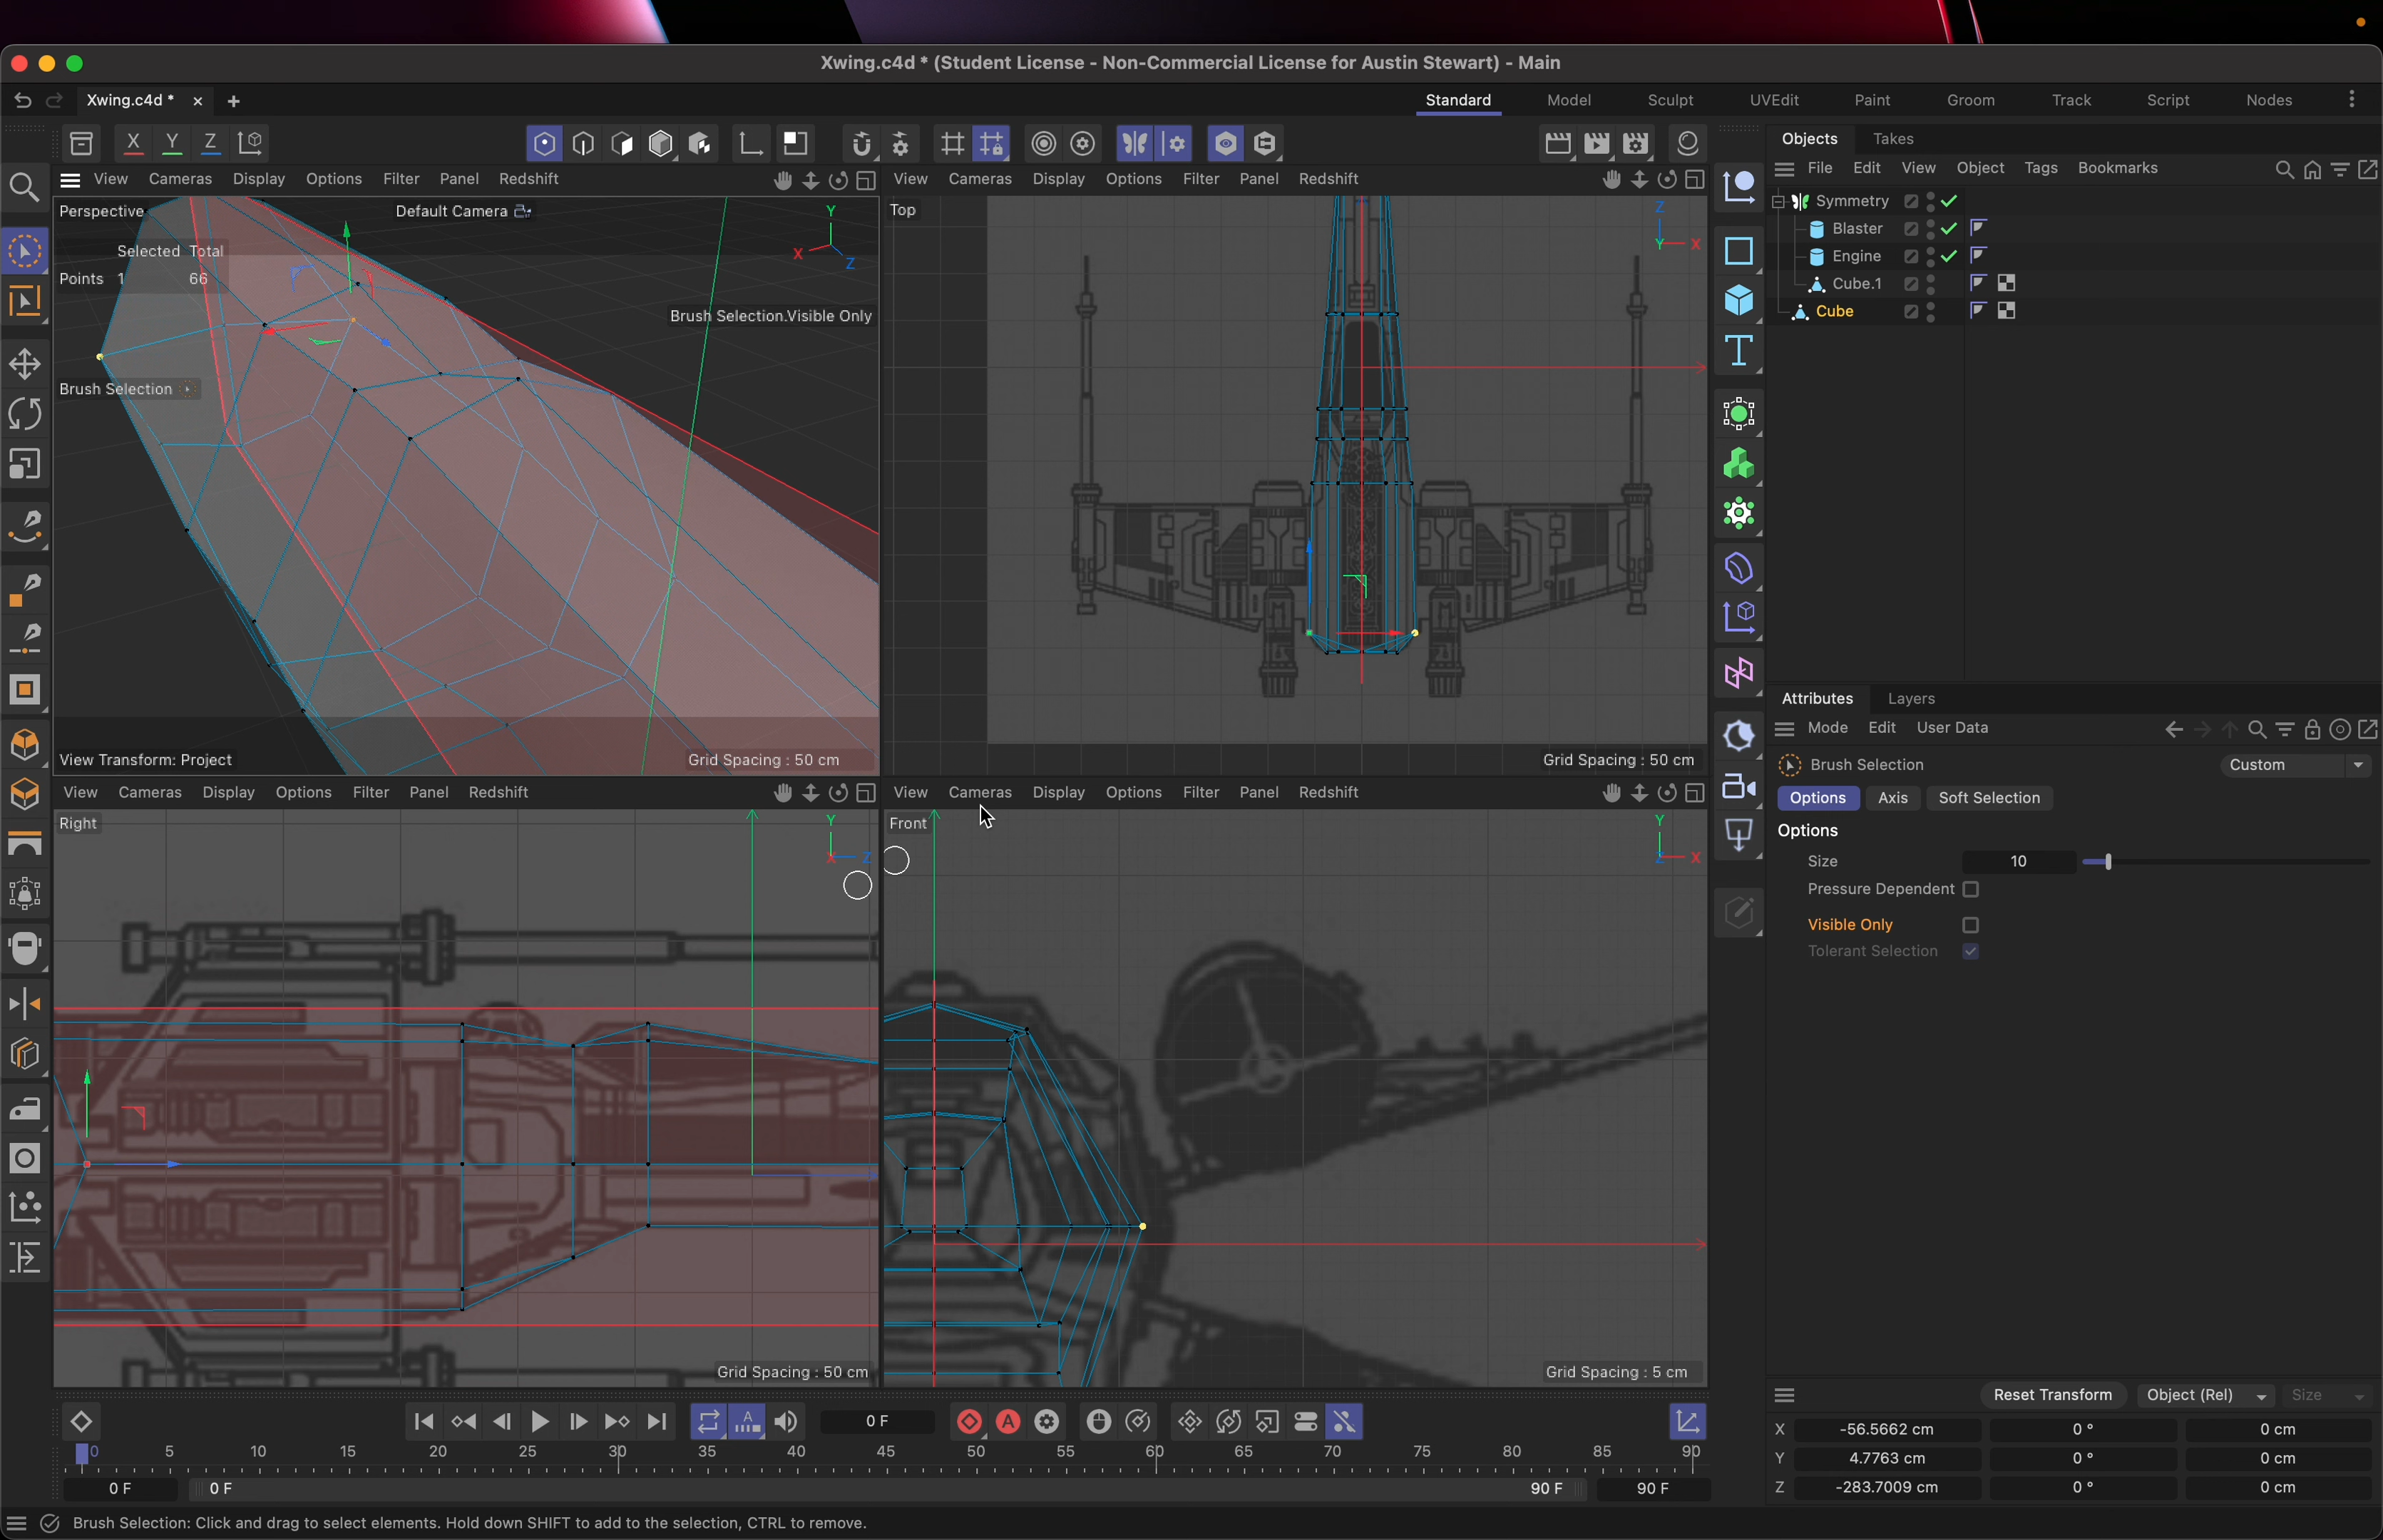 Xwing.c4d * (Student License - Non-Commercial License for Austin Stewart) - Main
Xwing.c4d *
Standard Model Sculpt UVEdit Paint Groom Track Script Nodes
X Y Z
Objects Takes
File Edit View Object Tags Bookmarks
View Cameras Display Options Filter Panel Redshift
View Cameras Display Options Filter Panel Redshift
Perspective
Default Camera
Y
X
Z
Selected Total
Points 1 66
Brush Selection.Visible Only
Brush Selection
View Transform: Project
Grid Spacing : 50 cm
Top
Z
Y X
Grid Spacing : 50 cm
Symmetry
Blaster
Engine
Cube.1
Cube
View Cameras Display Options Filter Panel Redshift
View Cameras Display Options Filter Panel Redshift
Right
Y
X Z
Grid Spacing : 50 cm
Front
Y
Z X
Grid Spacing : 5 cm
Attributes Layers
Mode Edit User Data
Brush Selection
Custom
Options Axis Soft Selection
Options
Size 10
Pressure Dependent
Visible Only
Tolerant Selection
0 F
0 5 10 15 20 25 30 35 40 45 50 55 60 65 70 75 80 85 90
0 F 0 F 90 F 90 F
Reset Transform Object (Rel) Size
X -56.5662 cm 0 ° 0 cm
Y 4.7763 cm 0 ° 0 cm
Z -283.7009 cm 0 ° 0 cm
Brush Selection: Click and drag to select elements. Hold down SHIFT to add to the selection, CTRL to remove.